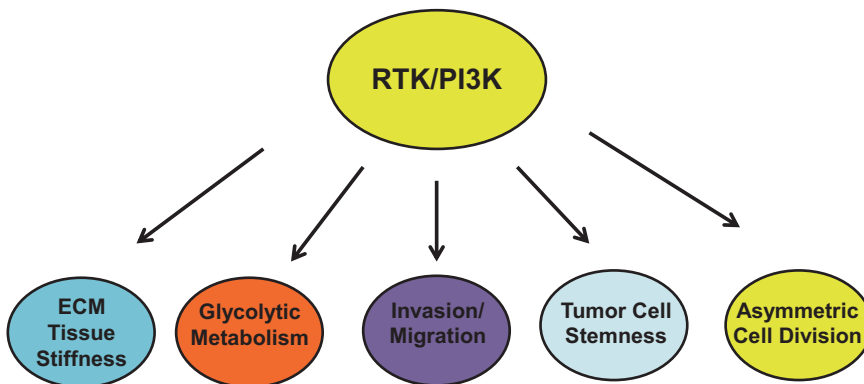 RTK/PI3K
ECM
Tissue
Stiffness
Glycolytic
Metabolism
Invasion/
Migration
Tumor Cell
Stemness
Asymmetric
Cell Division